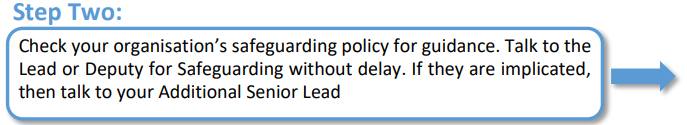 Step Two:
Check your organisation’s safeguarding policy for guidance. Talk to the
Lead or Deputy for Safeguarding without delay. If they are implicated,
then talk to your Additional Senior Lead